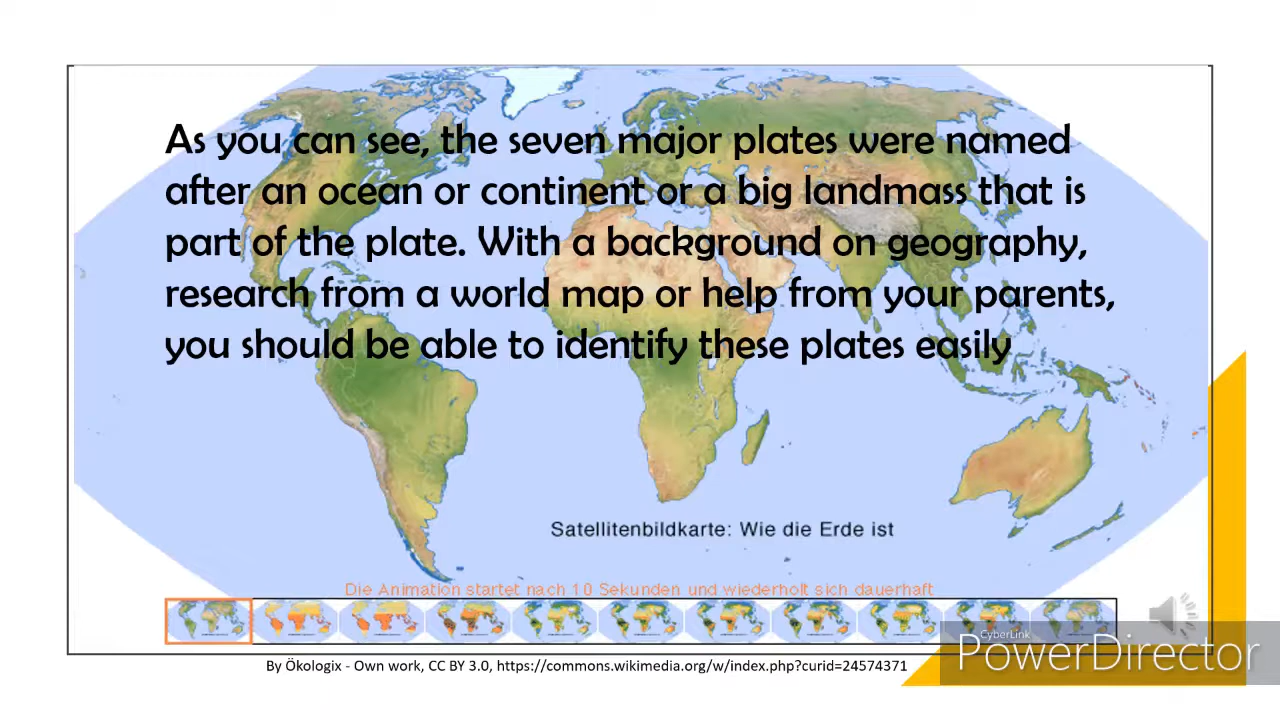 As you can see, the seven major plates were named
after an ocean or continent or a big landmass that is
part of the plate. With a background on geography,
research from a world map or help from your parents,
you should be able to identify these plates easily
Satellitenbildkarte: Wie die Erde ist
Die Animation startet nach 10 Sekunden und wiederholt sich dauerhaft
By Ökologix - Own work, CC BY 3.0, https://commons.wikimedia.org/w/index.php?curid=24574371
CyberLink
PowerDirector